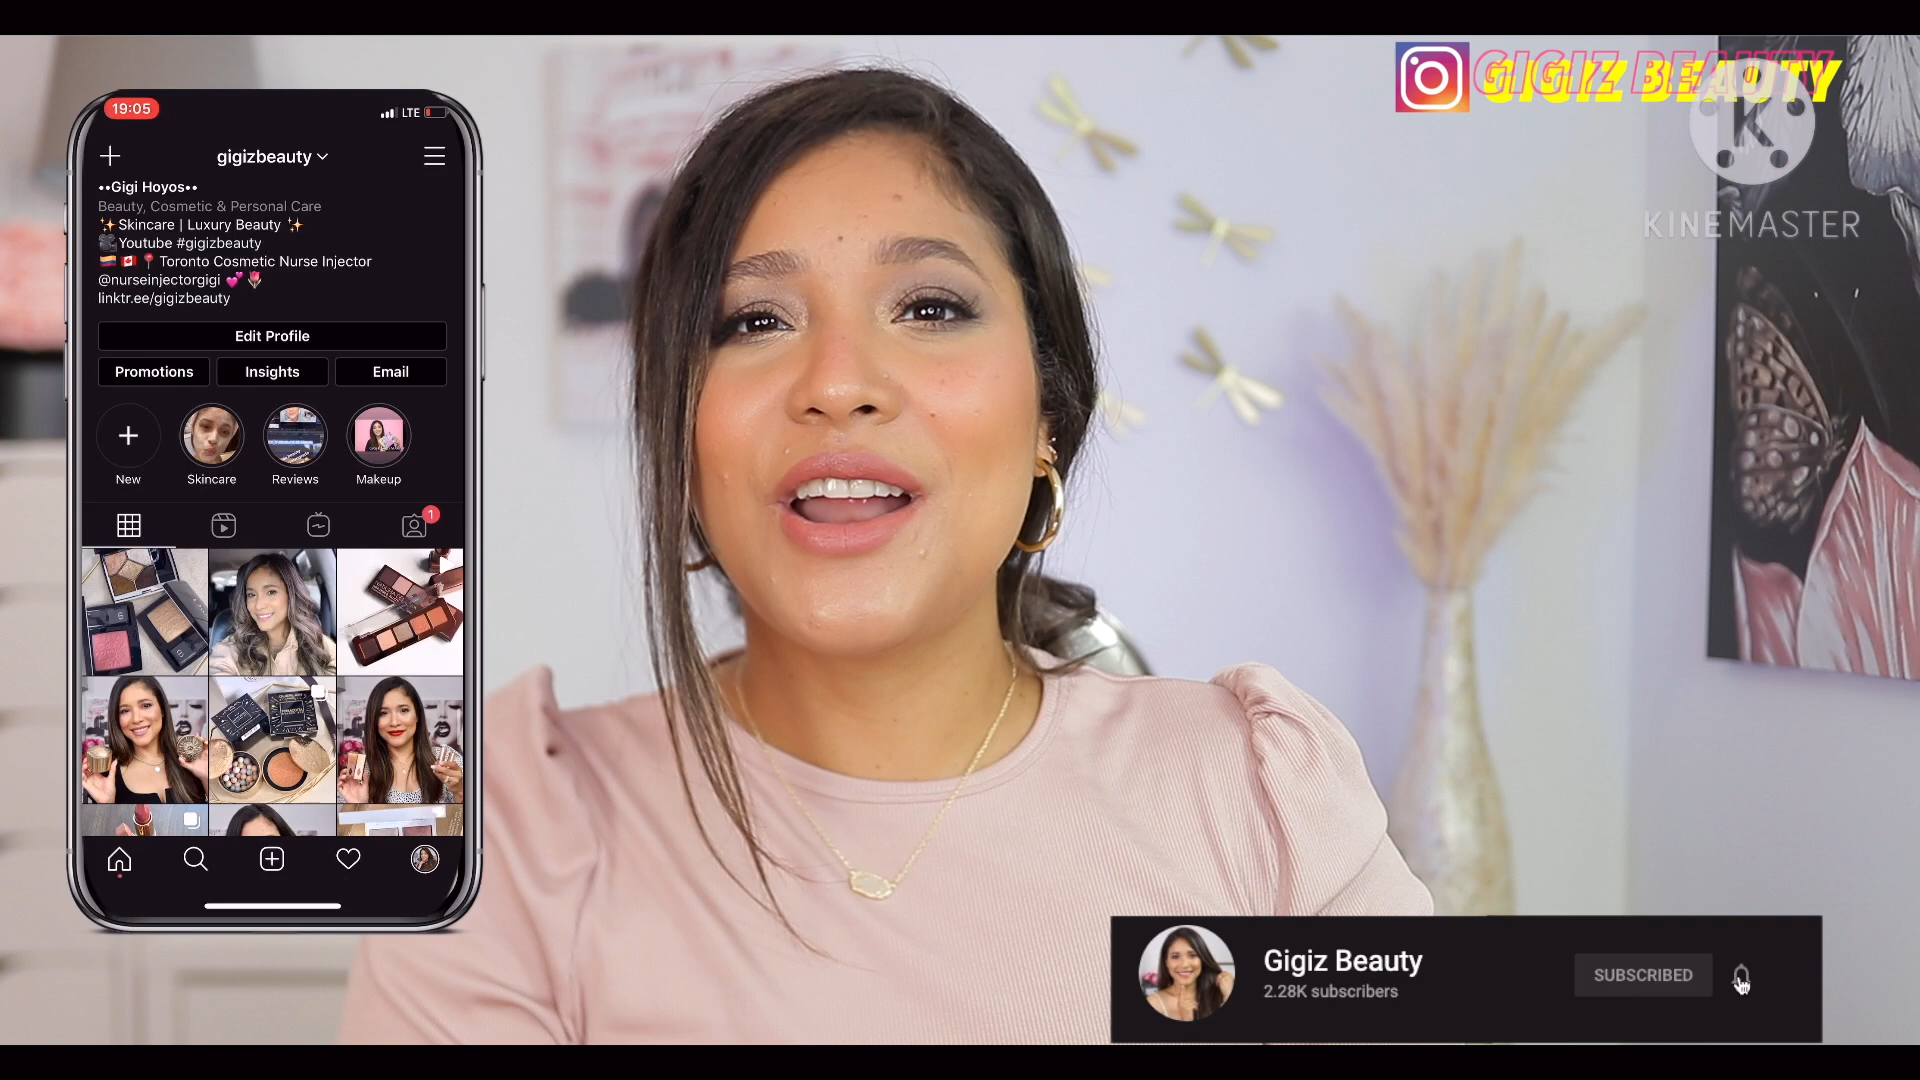 19:05
LTE
gigizbeauty
••Gigi Hoyos••
Beauty, Cosmetic & Personal Care
✨Skincare | Luxury Beauty ✨
🎥Youtube #gigizbeauty
🇨🇴 🇨🇦 📍 Toronto Cosmetic Nurse Injector
@nurseinjectorgigi 💕🌷
linktr.ee/gigizbeauty
Edit Profile
Promotions Insights Email
New Skincare Reviews Makeup
1
GIGIZ BEAUTY
K
KINEMASTER
Gigiz Beauty
2.28K subscribers
SUBSCRIBED